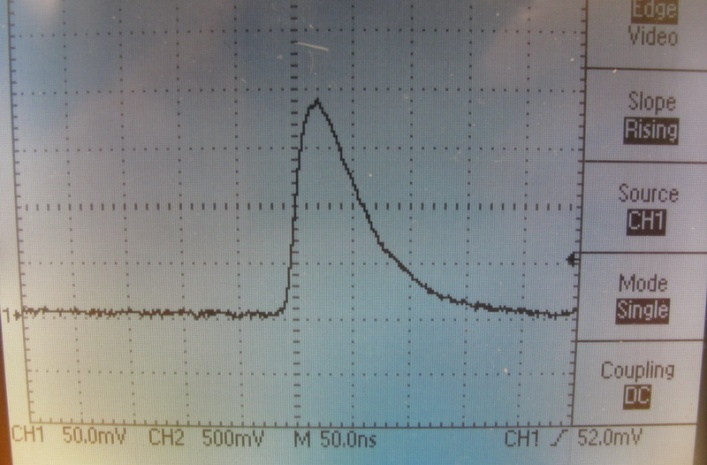 Edge
Video
Slope
Rising
Source
CH1
Mode
Single
Coupling
DC
1
CH1 50.0mV CH2 500mV M 50.0ns CH1 52.0mV